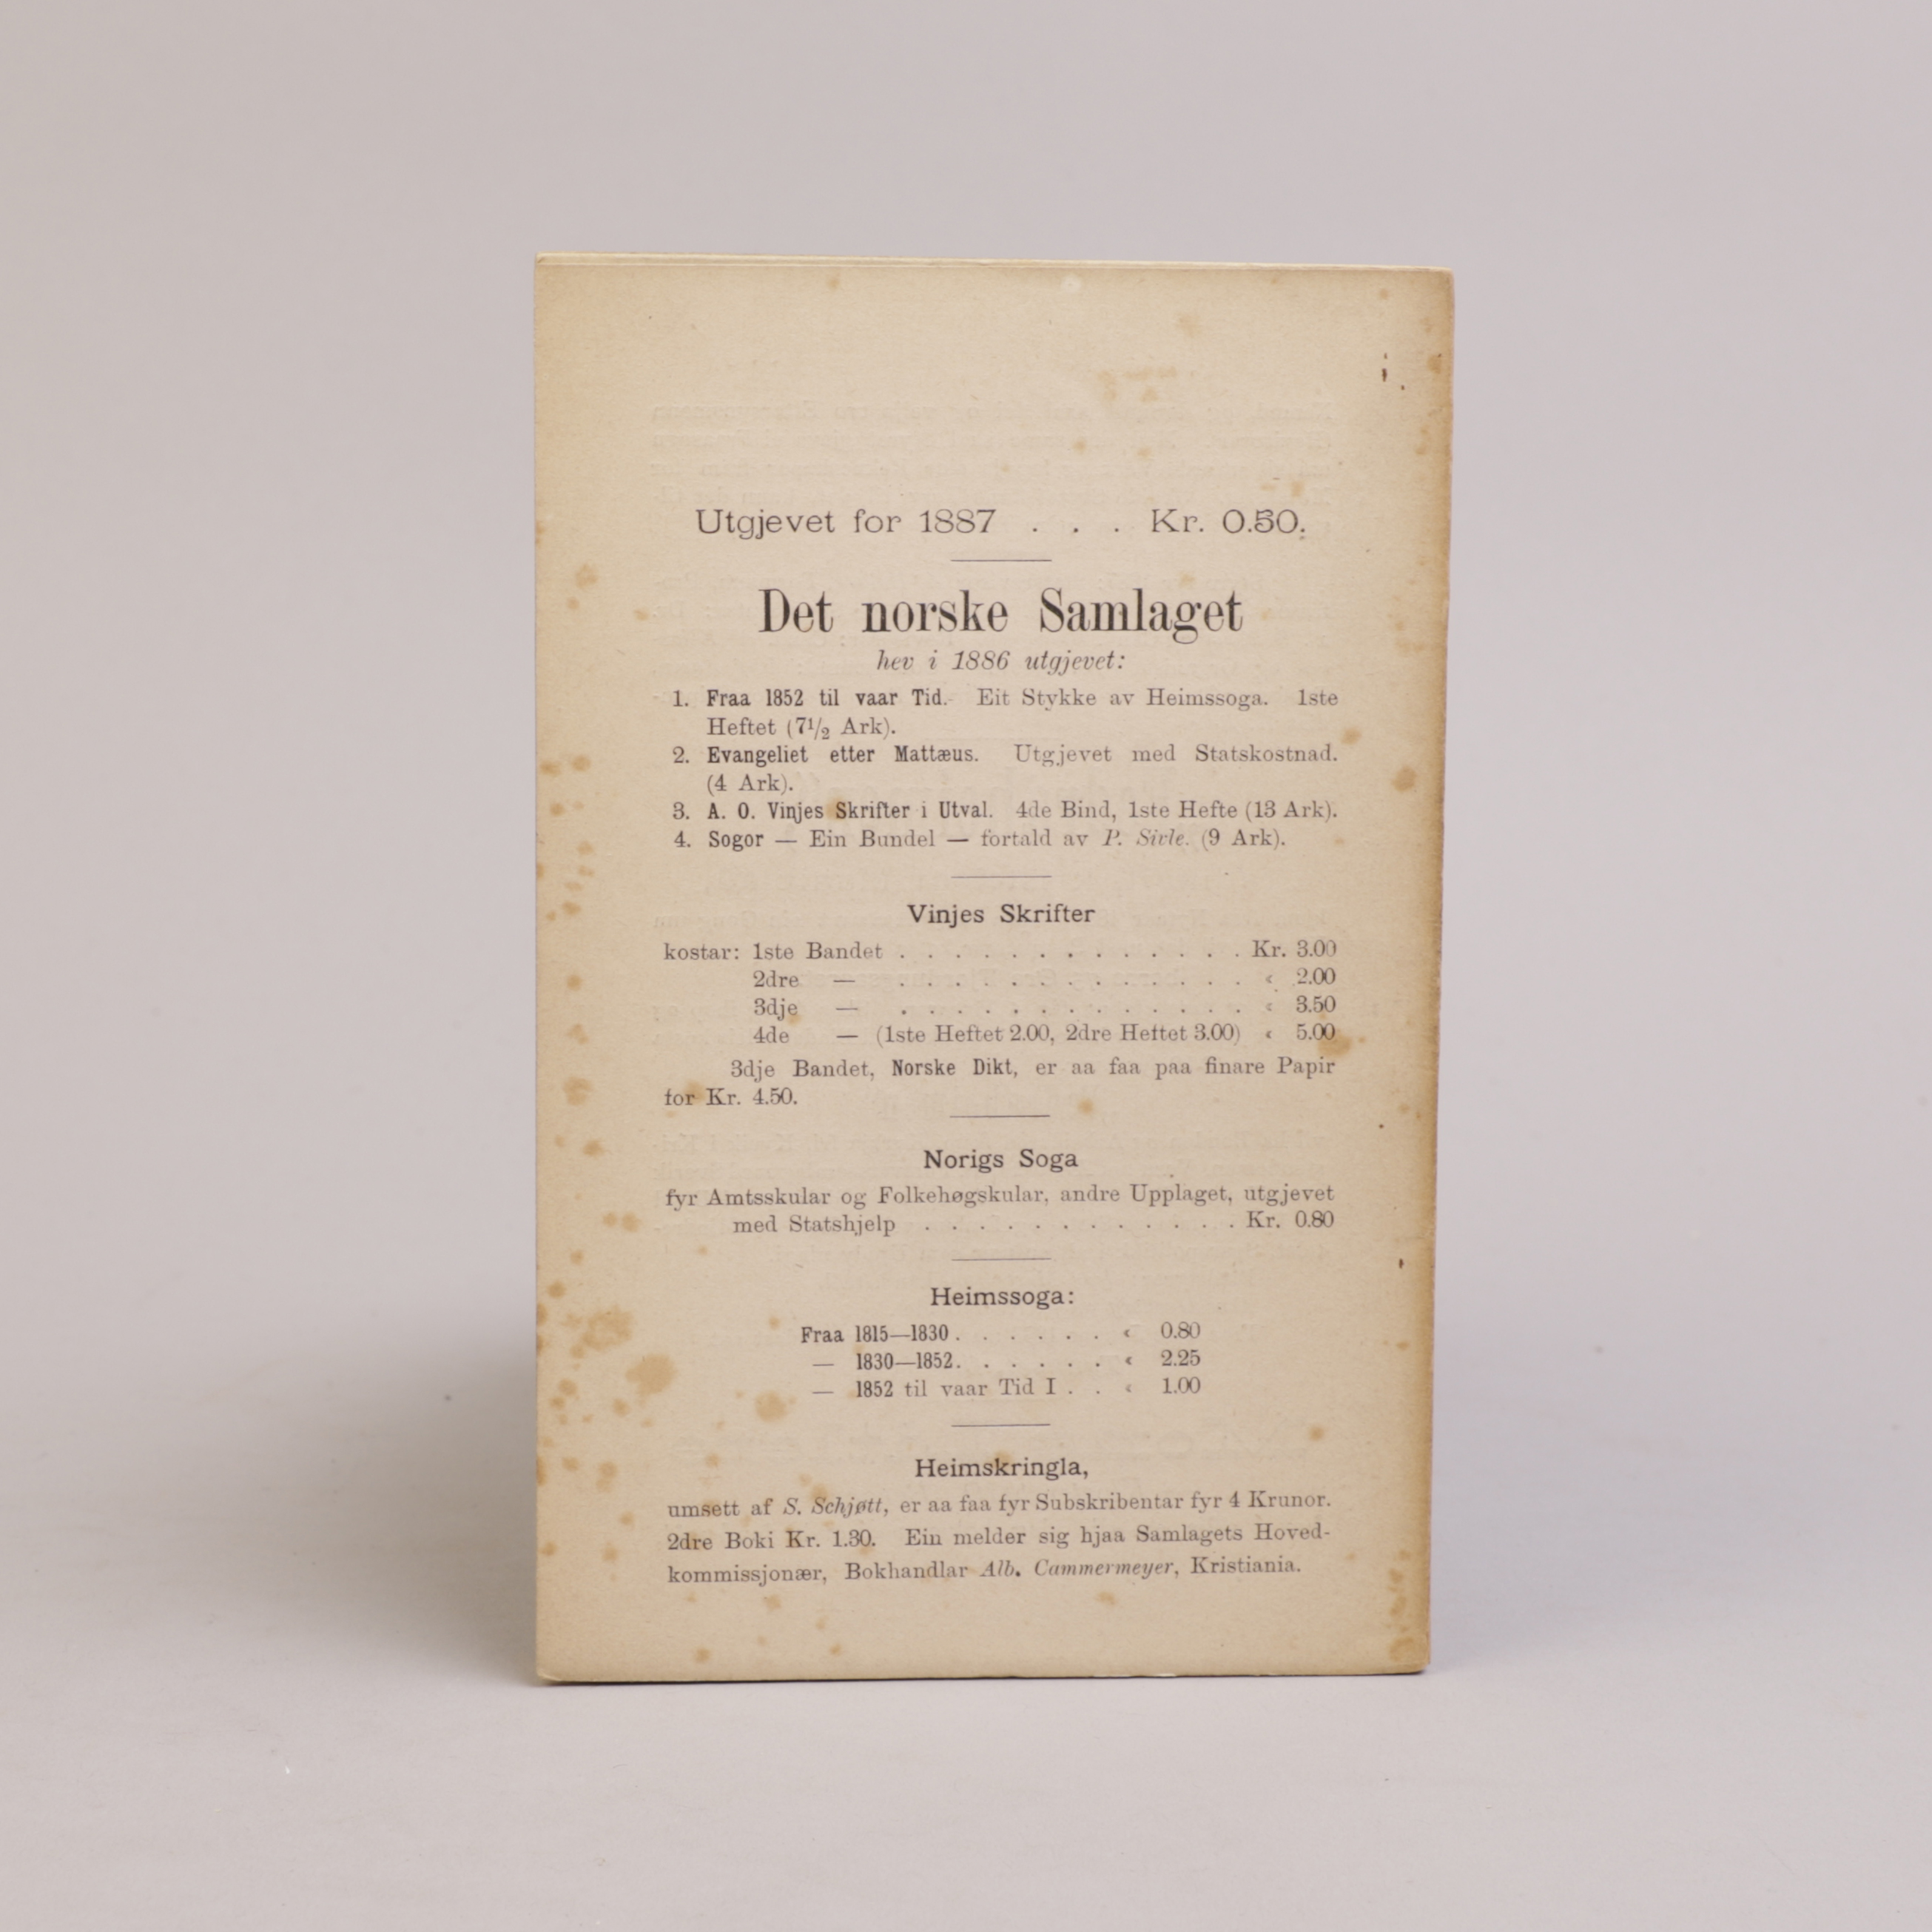 Utgjevet for 1887 . . . Kr. 0.50.
Det norske Samlaget
hev i 1886 utgjevet:
1. Fraa 1852 til vaar Tid. Eit Stykke av Heimssoga. 1ste
Heftet (7½ Ark).
2. Evangeliet etter Mattæus. Utgjevet med Statskostnad.
(4 Ark).
3. A. O. Vinjes Skrifter i Utval. 4de Bind, 1ste Hefte (13 Ark).
4. Sogor — Ein Bundel — fortald av P. Sivle. (9 Ark).
Vinjes Skrifter
kostar: 1ste Bandet . . . . . . . . . . . . . Kr. 3.00
2dre — . . . . . . . . . . . . . « 2.00
3dje — . . . . . . . . . . . . . « 3.50
4de — (1ste Heftet 2.00, 2dre Heftet 3.00) « 5.00
3dje Bandet, Norske Dikt, er aa faa paa finare Papir
for Kr. 4.50.
Norigs Soga
fyr Amtsskular og Folkehøgskular, andre Upplaget, utgjevet
med Statshjelp . . . . . . . . . . . . Kr. 0.80
Heimssoga:
Fraa 1815—1830 . . . . . . « 0.80
— 1830—1852 . . . . . . « 2.25
— 1852 til vaar Tid I . . « 1.00
Heimskringla,
umsett af S. Schjøtt, er aa faa fyr Subskribentar fyr 4 Krunor.
2dre Boki Kr. 1.30. Ein melder sig hjaa Samlagets Hoved-
kommissjonær, Bokhandlar Alb. Cammermeyer, Kristiania.